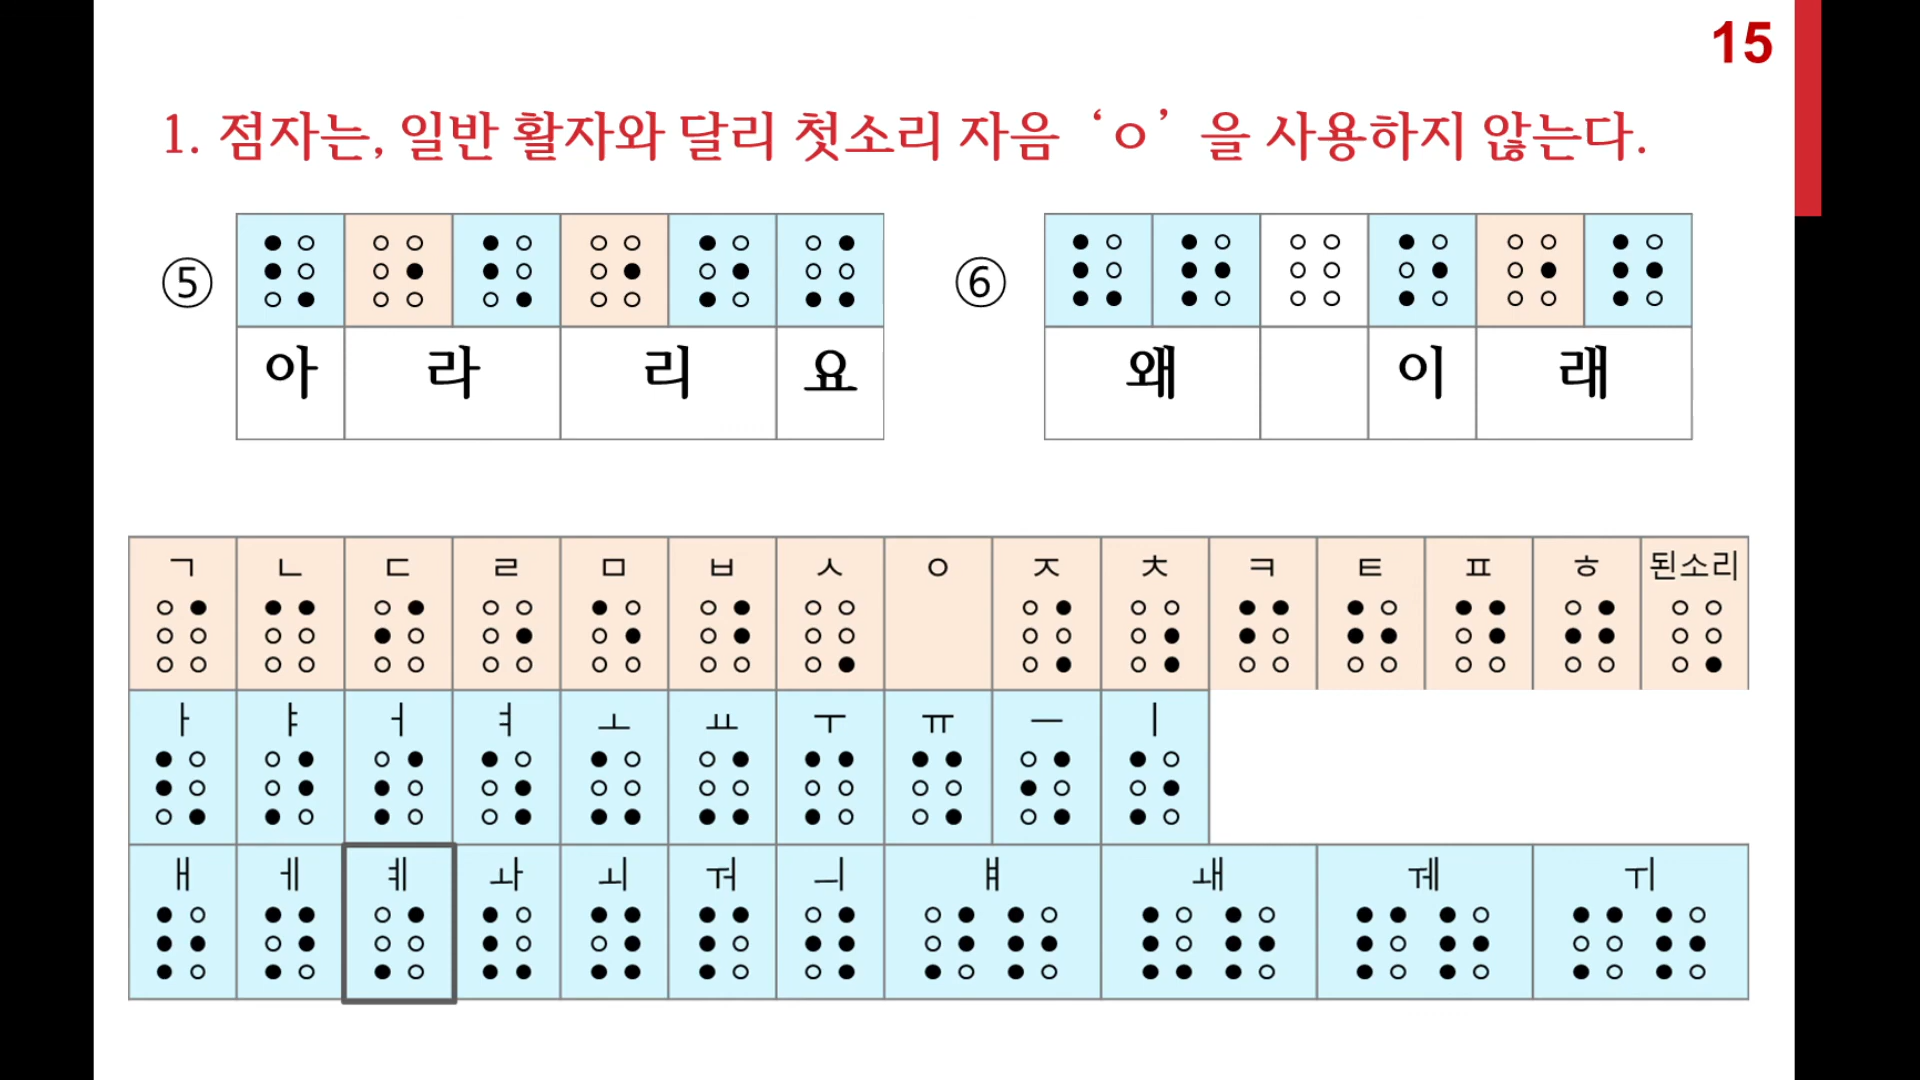 15
1. 점자는, 일반 활자와 달리 첫소리 자음 ‘ㅇ’ 을 사용하지 않는다.
⑤ 아 라 리 요
⑥ 왜 이 래
ㄱ ㄴ ㄷ ㄹ ㅁ ㅂ ㅅ ㅇ ㅈ ㅊ ㅋ ㅌ ㅍ ㅎ 된소리
ㅏ ㅑ ㅓ ㅕ ㅗ ㅛ ㅜ ㅠ ㅡ ㅣ
ㅐ ㅔ ㅖ ㅘ ㅚ ㅝ ㅢ ㅒ ㅙ ㅞ ㅟ